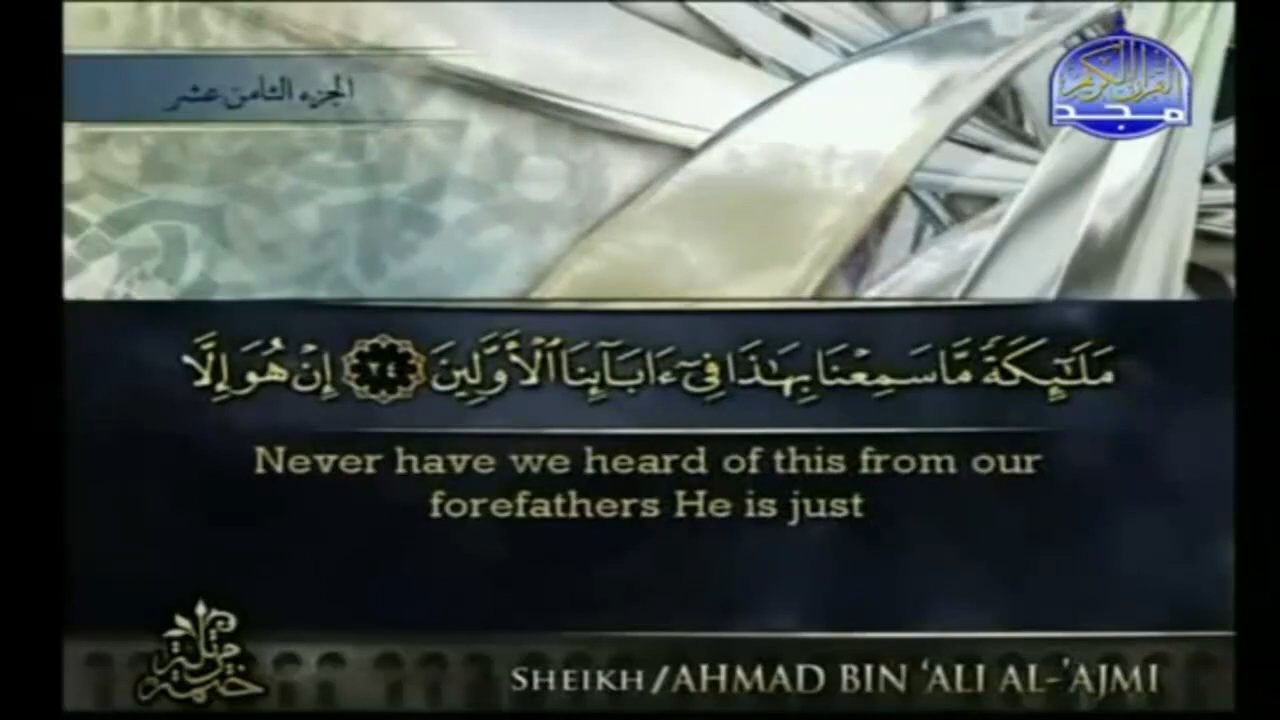 الجزء الثامن عشر
القرآن الكريم
مجد
مَلَٰٓئِكَةً مَّا سَمِعْنَا بِهَٰذَا فِىٓ ءَابَآئِنَا ٱلْأَوَّلِينَ ٢٤ إِنْ هُوَ إِلَّا
Never have we heard of this from our
forefathers He is just
ختمة مرتلة
SHEIKH/AHMAD BIN ‘ALI AL-’AJMI